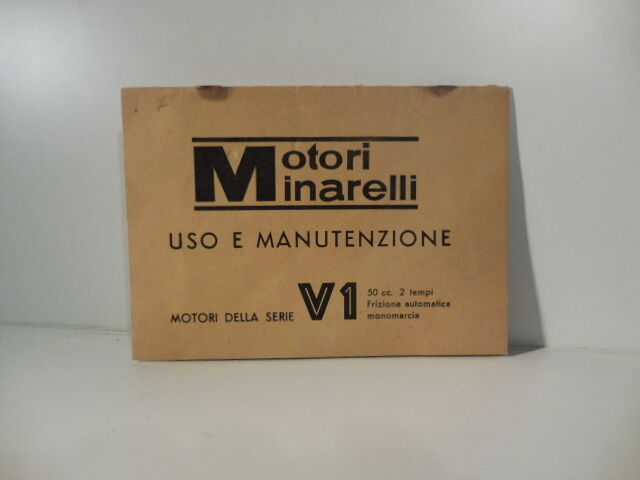 Motori
Minarelli
USO E MANUTENZIONE
MOTORI DELLA SERIE V1
50 cc. 2 tempi
Frizione automatica
monomarcia